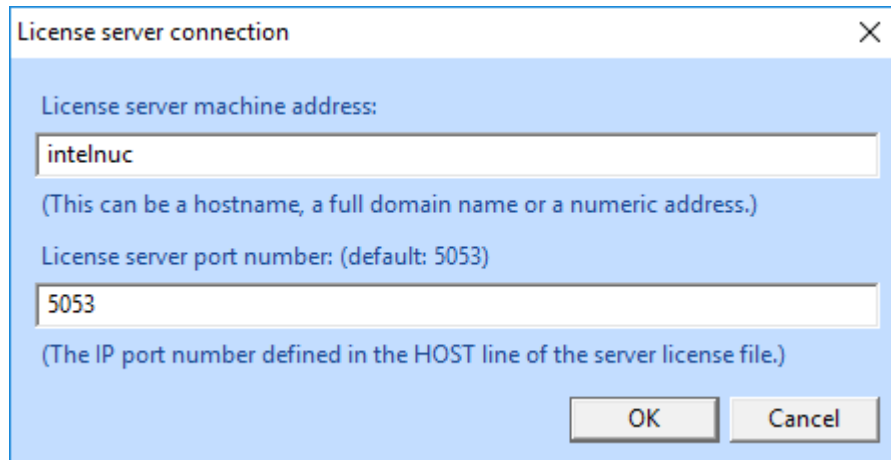 License server connection
License server machine address:
intelnuc
(This can be a hostname, a full domain name or a numeric address.)
License server port number: (default: 5053)
5053
(The IP port number defined in the HOST line of the server license file.)
OK Cancel